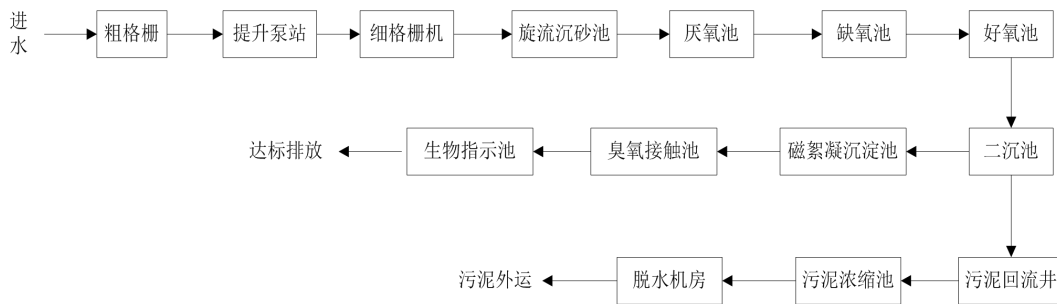 进水
粗格栅
提升泵站
细格栅机
旋流沉砂池
厌氧池
缺氧池
好氧池
达标排放
生物指示池
臭氧接触池
磁絮凝沉淀池
二沉池
污泥外运
脱水机房
污泥浓缩池
污泥回流井